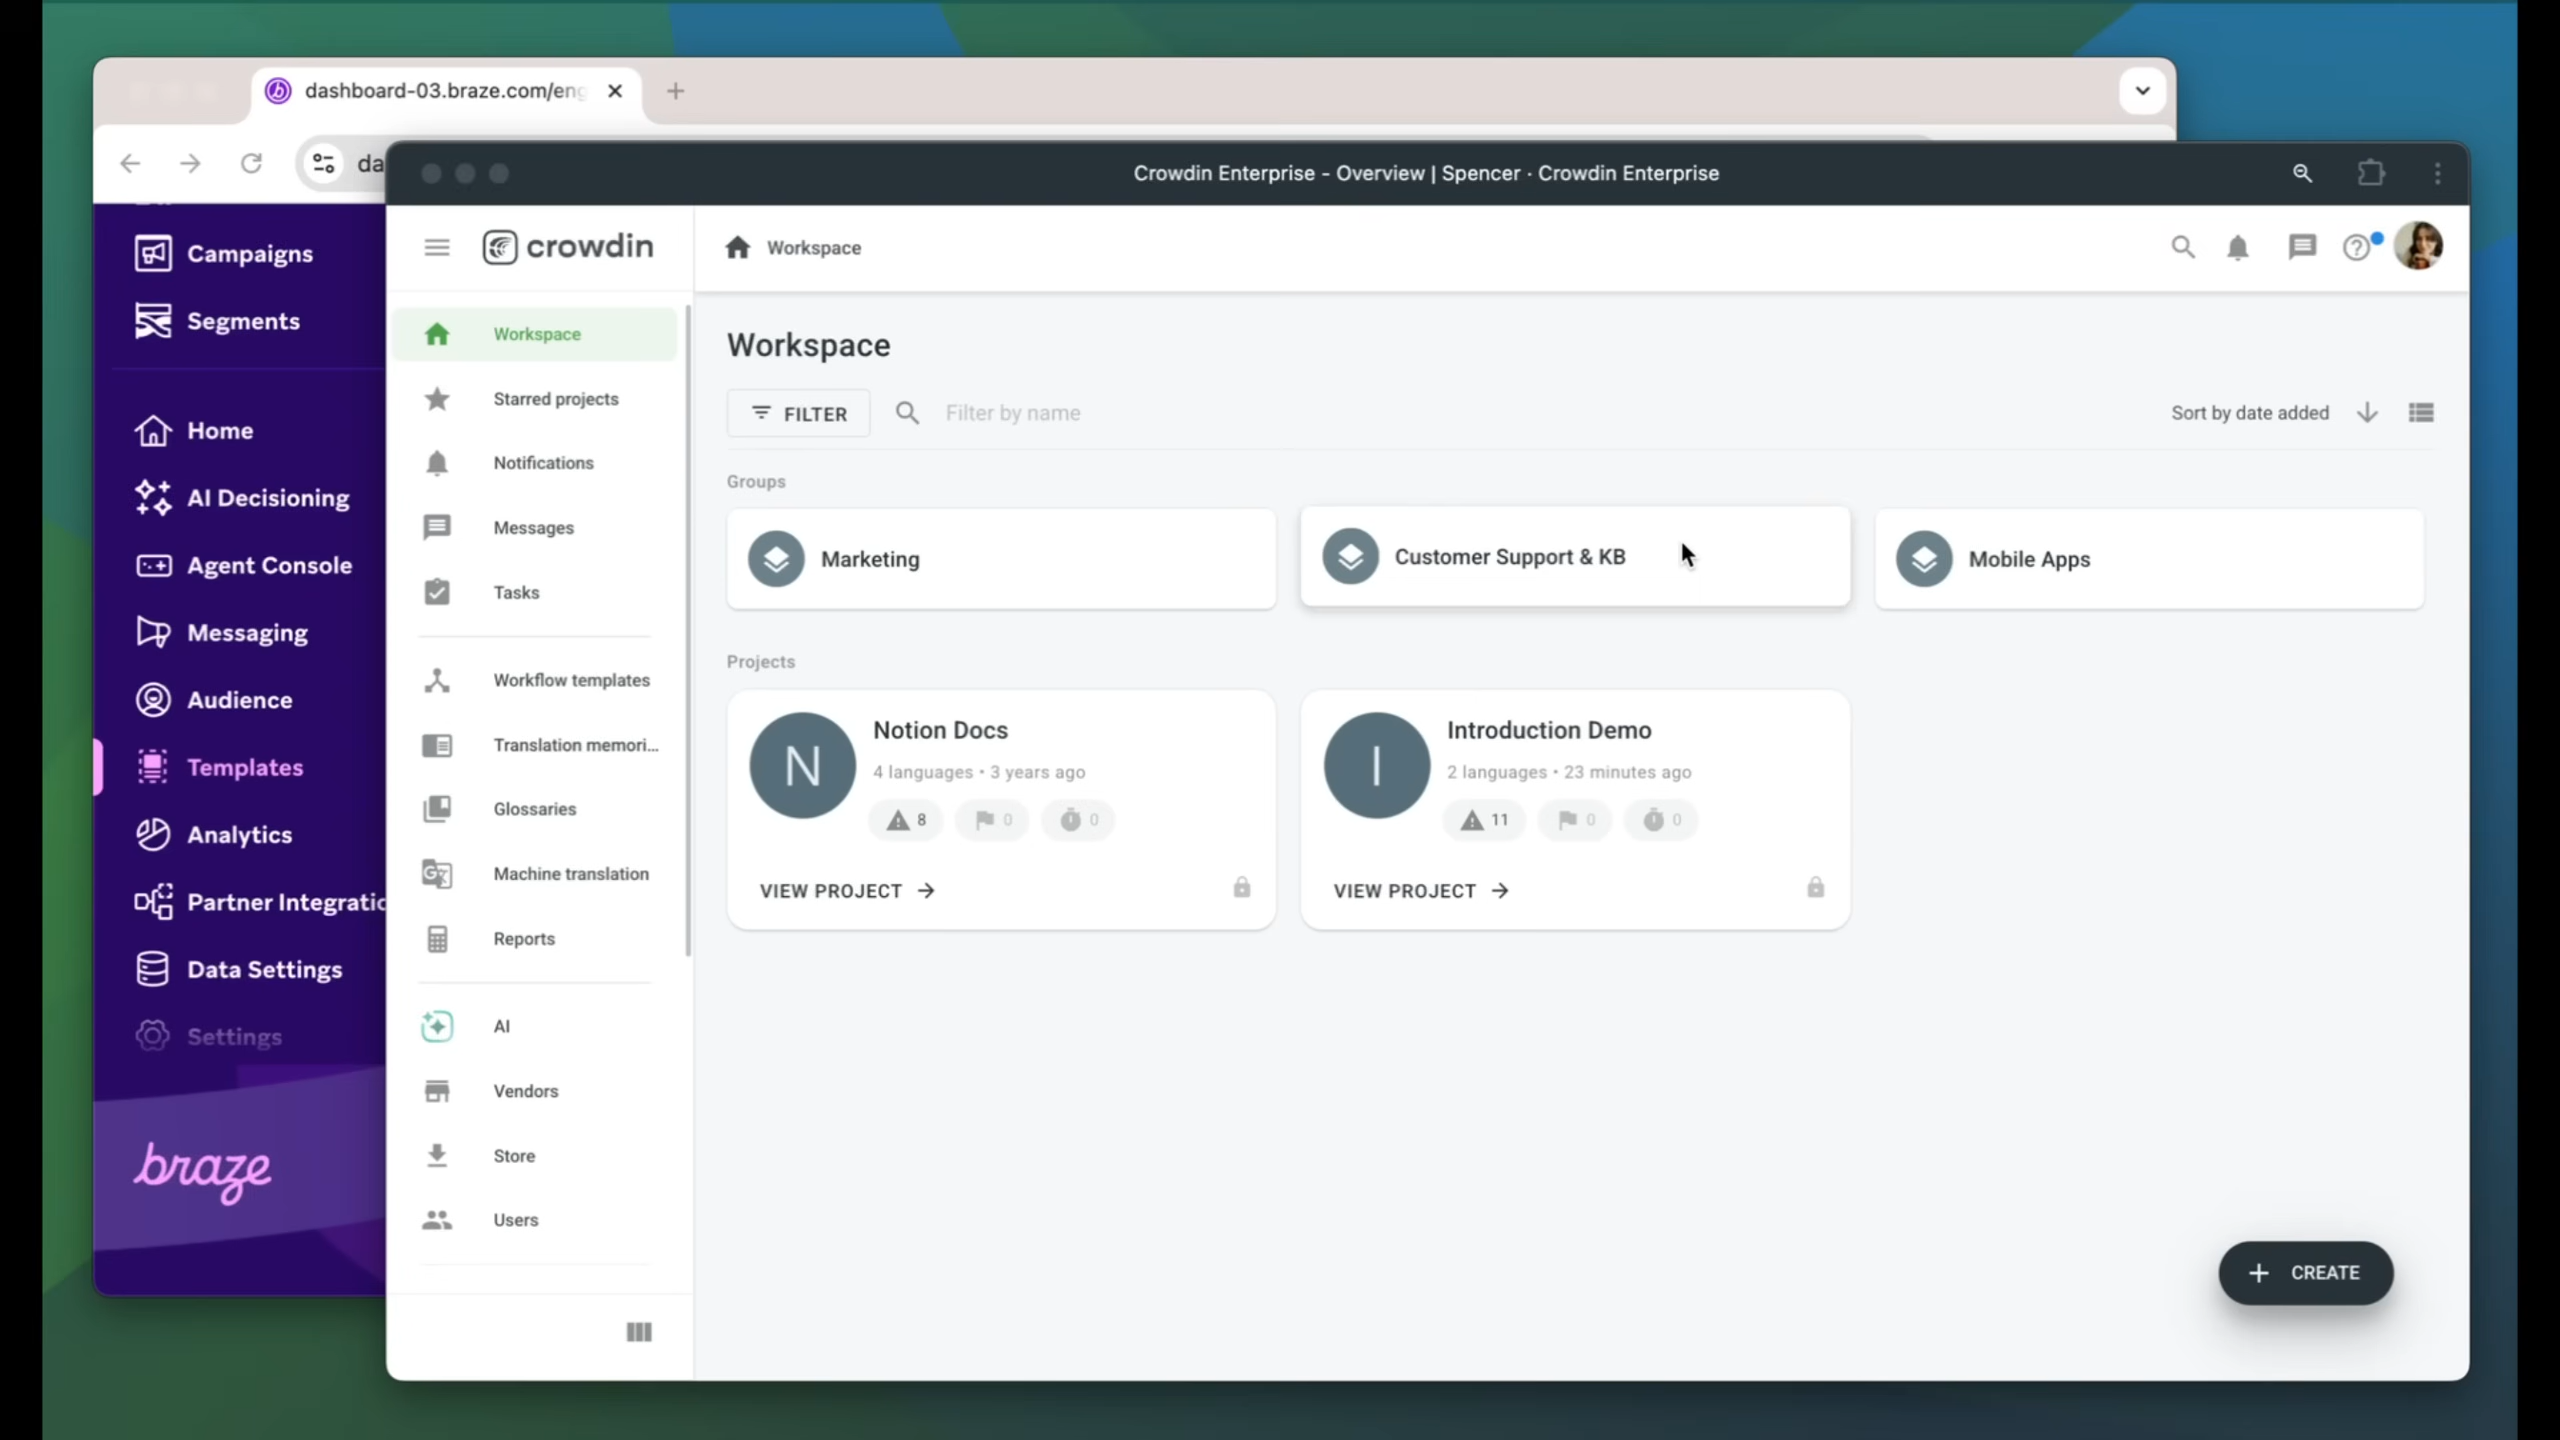 dashboard-03.braze.com/eng
da
Campaigns
Segments
Home
AI Decisioning
Agent Console
Messaging
Audience
Templates
Analytics
Partner Integratio
Data Settings
Settings
braze
Crowdin Enterprise - Overview | Spencer · Crowdin Enterprise
crowdin
Workspace
Workspace
Starred projects
Notifications
Messages
Tasks
Workflow templates
Translation memori...
Glossaries
Machine translation
Reports
AI
Vendors
Store
Users
Workspace
FILTER
Filter by name
Sort by date added
Groups
Marketing
Customer Support & KB
Mobile Apps
Projects
N
Notion Docs
4 languages • 3 years ago
8 0 0
VIEW PROJECT →
I
Introduction Demo
2 languages • 23 minutes ago
11 0 0
VIEW PROJECT →
+ CREATE